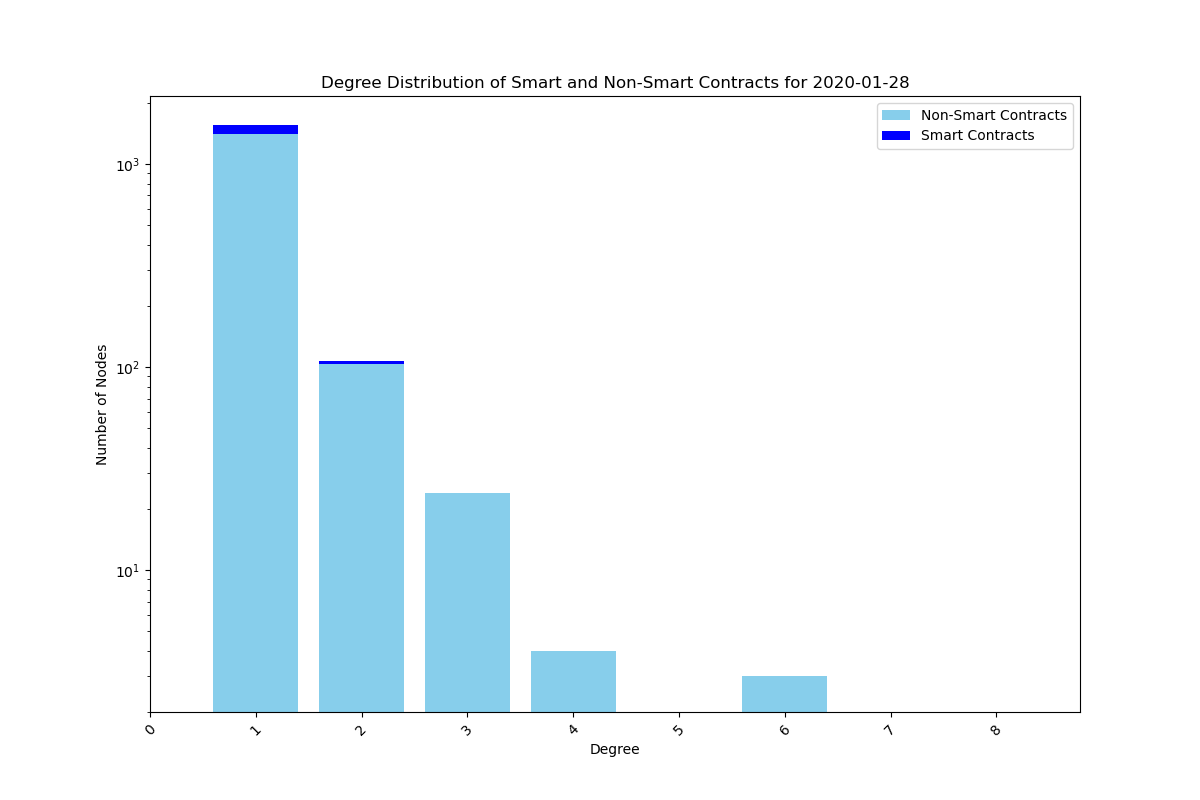 Degree Distribution of Smart and Non-Smart Contracts for 2020-01-28
Non-Smart Contracts
Smart Contracts
Number of Nodes
10³
10²
10¹
0 1 2 3 4 5 6 7 8
Degree